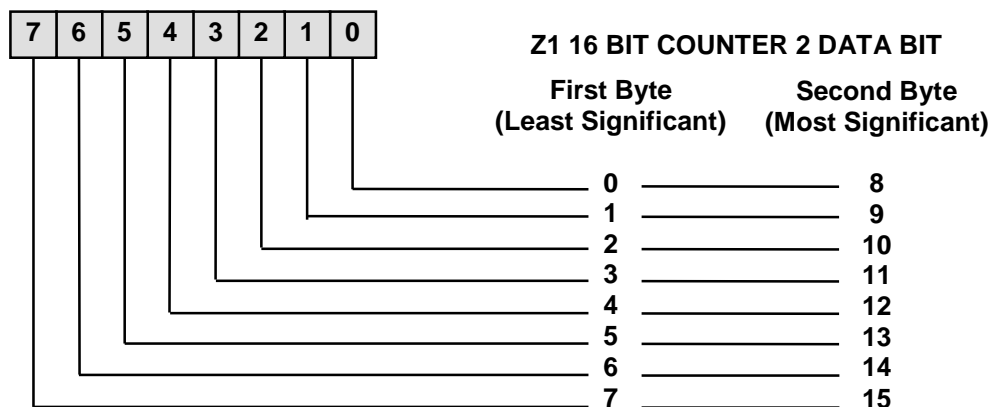 7 6 5 4 3 2 1 0
Z1 16 BIT COUNTER 2 DATA BIT
First Byte Second Byte
(Least Significant) (Most Significant)
0 8
1 9
2 10
3 11
4 12
5 13
6 14
7 15